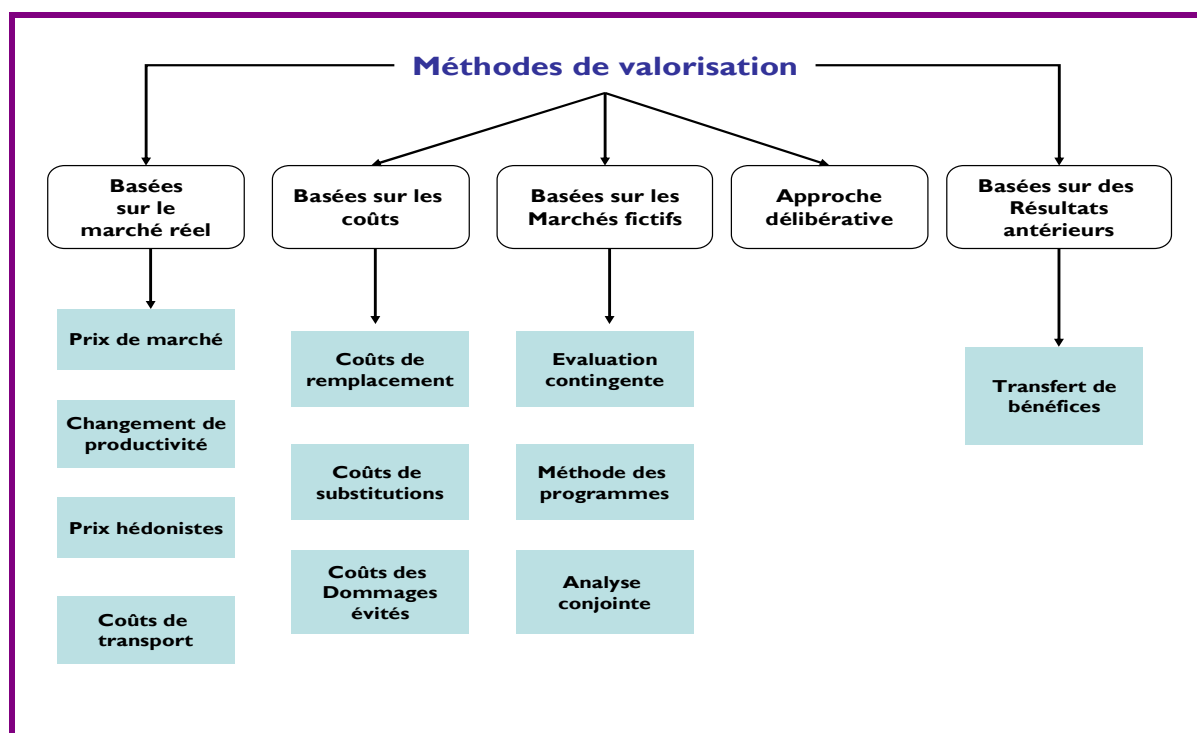 Méthodes de valorisation
Basées
sur le
marché réel
Basées sur les
coûts
Basées sur les
Marchés fictifs
Approche
délibérative
Basées sur des
Résultats
antérieurs
Prix de marché
Changement de
productivité
Prix hédonistes
Coûts de
transport
Coûts de
remplacement
Coûts de
substitutions
Coûts des
Dommages
évités
Evaluation
contingente
Méthode des
programmes
Analyse
conjointe
Transfert de
bénéfices